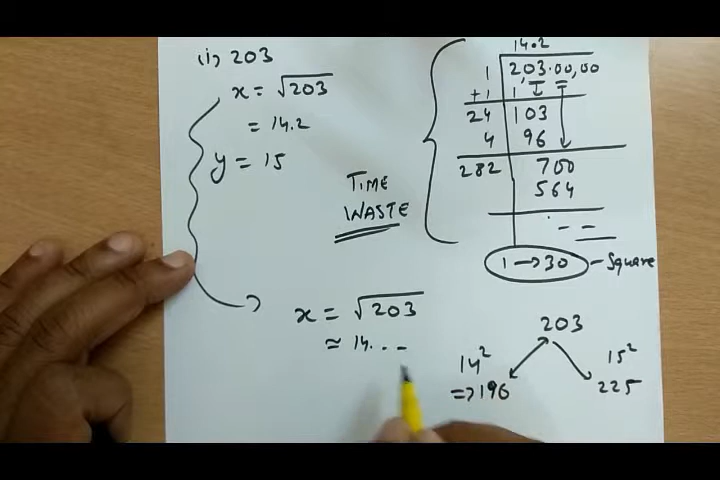 (i) 203
x = √203
= 14.2
y = 15
TIME
WASTE
14.2
1 203.00,00
+1 1
24 103
4 96
282 700
564
- -
1 → 30 - Square
x = √203
≈ 14. . -
203
14² 15²
=> 196 225